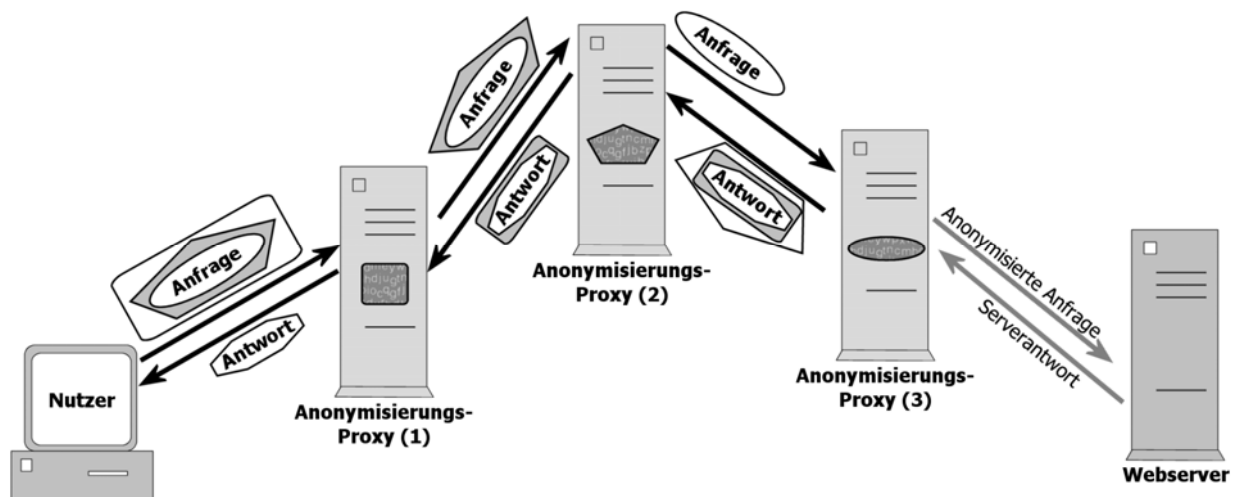 Anfrage
Anfrage
Anfrage
Antwort
Antwort
Antwort
Nutzer
Anonymisierungs-
Proxy (1)
Anonymisierungs-
Proxy (2)
Anonymisierungs-
Proxy (3)
Anonymisierte Anfrage
Serverantwort
Webserver